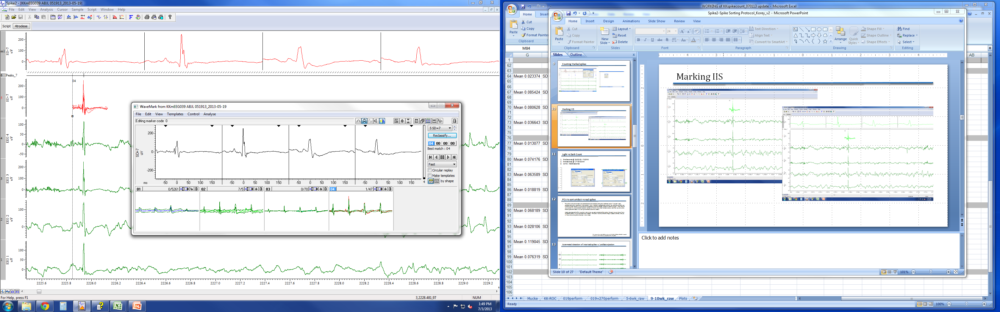 Spike2 - [KKmEEG039 ABJL 051913_2013-05-19]
File Edit View Analysis Cursor Sample Script Window Help
Script 4trodese
m1 SD=7 uV 200 100 0
6 Peaks_7
5 SD=7 uV 200 100 0
04
0
4 EEG 4 uV 100 50 0 -50
3 EEG 3 uV 200 100 0
2 EEG 2 uV 100 0
1 EEG 1 uV 100 50 0
2225.6 2225.8 2226.0 2226.2 2226.4 2226.6 2226.8 2227.0 2227.2 2227.4 2227.6 2227.8 2228.0 2228.2 2228.4 2228.6 2228.8 2229.0 2229.2
s
For Help, press F1
3,2228.481,97 NUM
1:49 PM
7/3/2013
WaveMark from KKmEEG039 ABJL 051913_2013-05-19
File Edit View Templates Control Analyse
Editing marker code 0
SD=7 uV
200
0
-200
ms -50 0 50 100 150 -50 0 50 100 150 -50 0 50 100 150 -50 0 50 100 150
5 SD=7
Reclassify...
04 00 00 00
Best match : 04
Fast
Circular replay
Make templates
4 by shape
01 0/5261 02 7/5 03 0/70 04 1/47
WORKING of KKspikecount_070113 update - Microsoft Excel
Home Insert
Paste
Cut
Copy
Format Painter
Clipboard
M84
G
AB
1
62
63
64 Mean 0.023374 SD
65
66
67 Mean 0.085424 SD
68
69
70 Mean 0.080628 SD
71
72
73 Mean 0.036643 SD
74
75
76
77 Mean 0.013077 SD
78
79
80 Mean 0.074176 SD
81
82
83 Mean 0.063589 SD
84
85
86 Mean 0.018819 SD
87
88
89
90 Mean 0.068189 SD
91
92
93 Mean 0.028106 SD
94
95
96 Mean 0.119045 SD
97
98
99 Mean 0.076319 SD
100
101
102
103
104
105
106
Mucke KK-ROC 019perform 019+270perform 5-6wk_raw 9-10wk_raw Plots
Ready
100%
Spike2-Spike Sorting Protocol_Korey_v2 - Microsoft PowerPoint
Home Insert Design Animations Slide Show Review View
Paste
Cut
Copy
Format Painter
Clipboard
New Slide
Layout
Reset
Delete
Slides
24
B I U abc S AV Aa A
Font
Text Direction
Align Text
Convert to SmartArt
Paragraph
Arrange
Quick Styles
Shape Fill
Shape Outline
Shape Effects
Drawing
Find
Replace
Select
Editing
Slides Outline
9 Counting Marked spikes
10 Marking IIS
11 Light vs Dark Count
12 PCA to sort artifact vs real spikes
13 Automated detection of interictal spikes w/ artifact rejection
4 3 2 1 0 1 2 3 4
2 1 0 1 2
Marking IIS
Click to add notes
Slide 10 of 27 "Default Theme" 101%